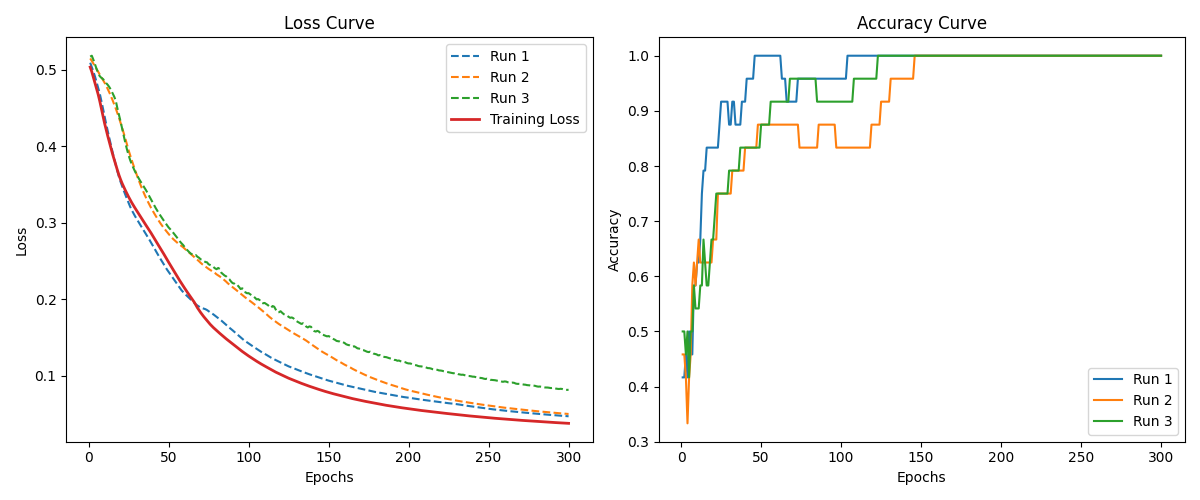 Loss Curve
Loss
0.5
0.4
0.3
0.2
0.1
0 50 100 150 200 250 300
Epochs
Run 1
Run 2
Run 3
Training Loss
Accuracy Curve
Accuracy
1.0
0.9
0.8
0.7
0.6
0.5
0.4
0.3
0 50 100 150 200 250 300
Epochs
Run 1
Run 2
Run 3